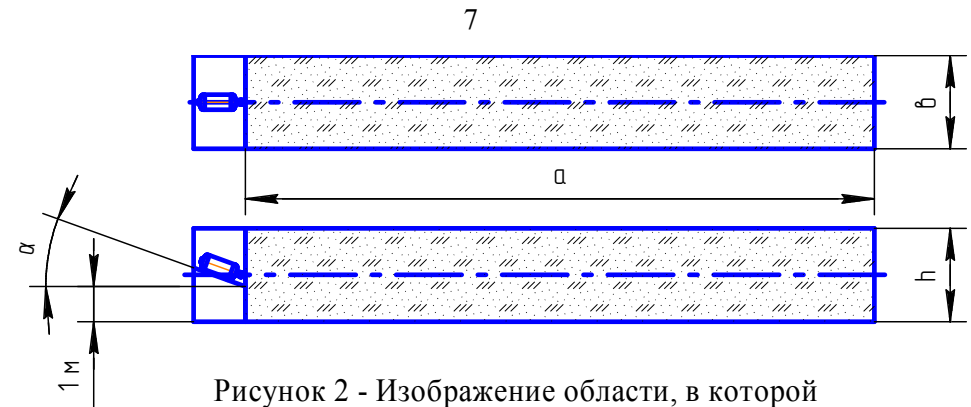 7
в
а
α
h
1 м
Рисунок 2 - Изображение области, в которой